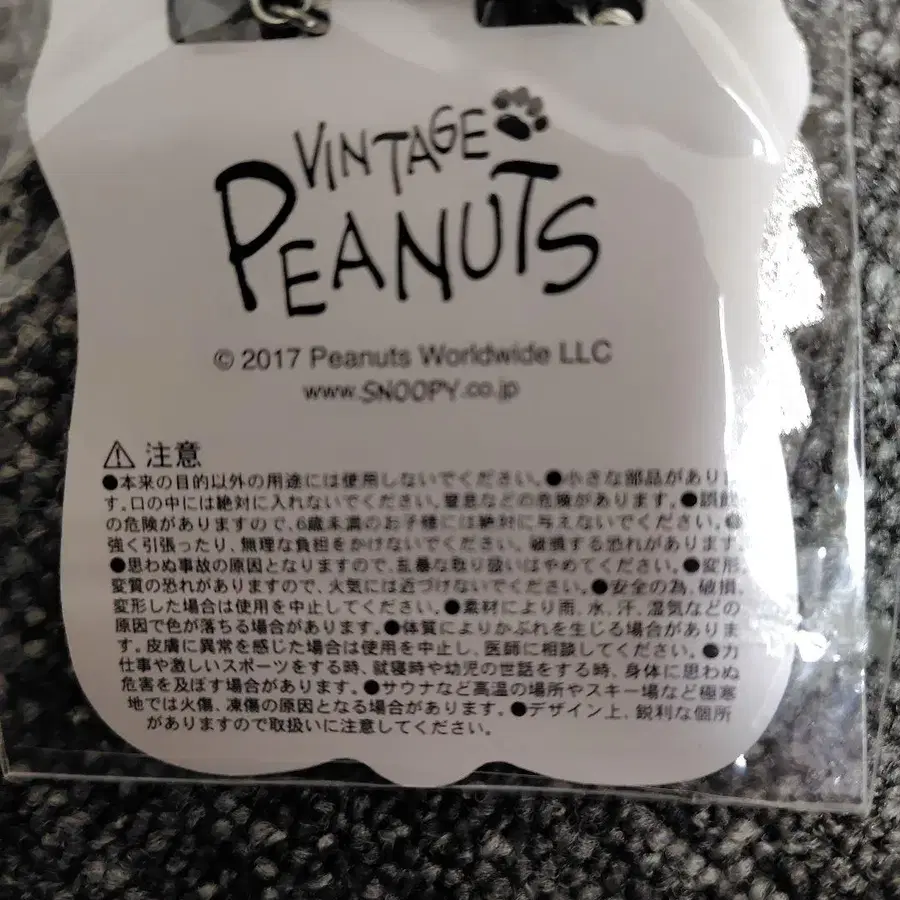 VINTAGE
PEANUTS
© 2017 Peanuts Worldwide LLC
www.SNOOPY.co.jp
⚠ 注意
●本来の目的以外の用途には使用しないでください。●小さな部品があり
す。口の中には絶対に入れないでください。窒息などの危険があります。●誤飲
の危険がありますので、6歳未満のお子様には絶対に与えないでください。●
強く引張ったり、無理な負担をかけないでください。破損する恐れがあります。
●思わぬ事故の原因となりますので、乱暴な取り扱いはやめてください。●変形、
変質の恐れがありますので、火気には近づけないでください。●安全の為、破損、
変形した場合は使用を中止してください。●素材により雨、水、汗、湿気などの
原因で色が落ちる場合があります。●体質によりかぶれを生じる場合がありま
す。皮膚に異常を感じた場合は使用を中止し、医師に相談してください。●力
仕事や激しいスポーツをする時、就寝時や幼児の世話をする時、身体に思わぬ
危害を及ぼす場合があります。●サウナなど高温の場所やスキー場など極寒
地では火傷、凍傷の原因となる場合があります。●デザイン上、鋭利な個所
がありますので取扱いに注意してください。